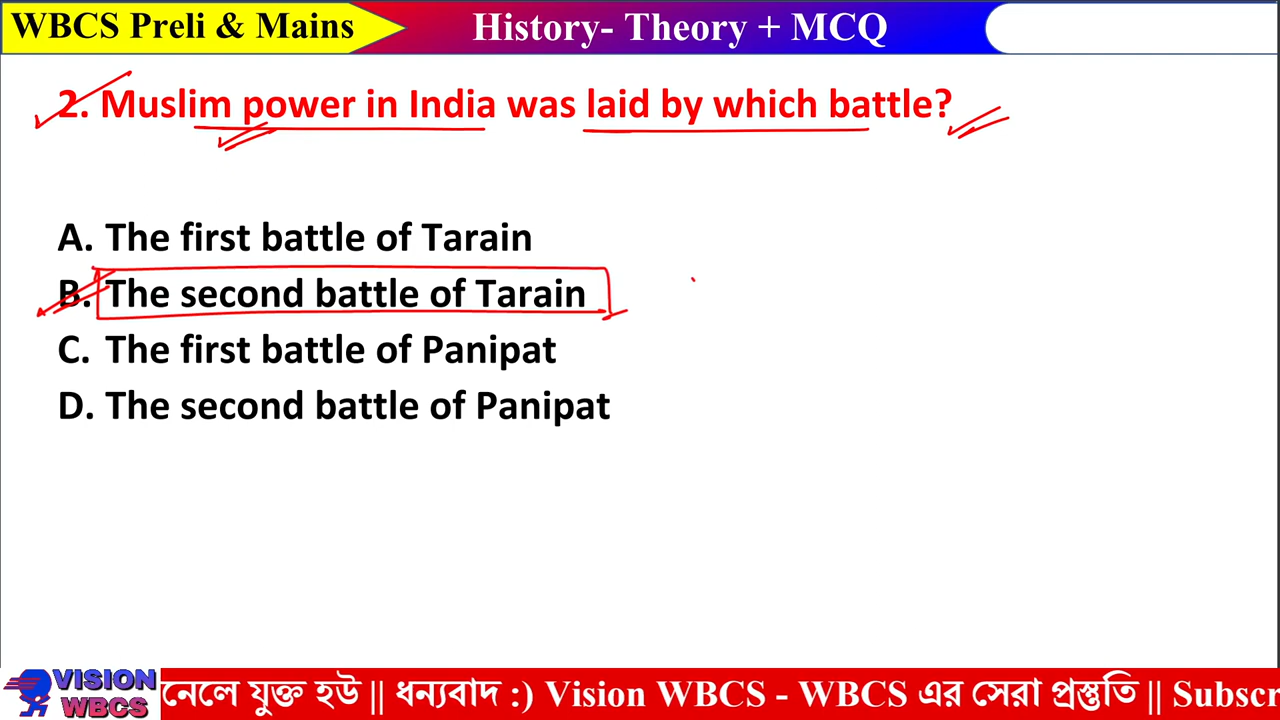 WBCS Preli & Mains
History- Theory + MCQ
2. Muslim power in India was laid by which battle?
A. The first battle of Tarain
B. The second battle of Tarain
C. The first battle of Panipat
D. The second battle of Panipat
VISION
WBCS
নেলে যুক্ত হউ || ধন্যবাদ :) Vision WBCS - WBCS এর সেরা প্রস্তুতি || Subscr